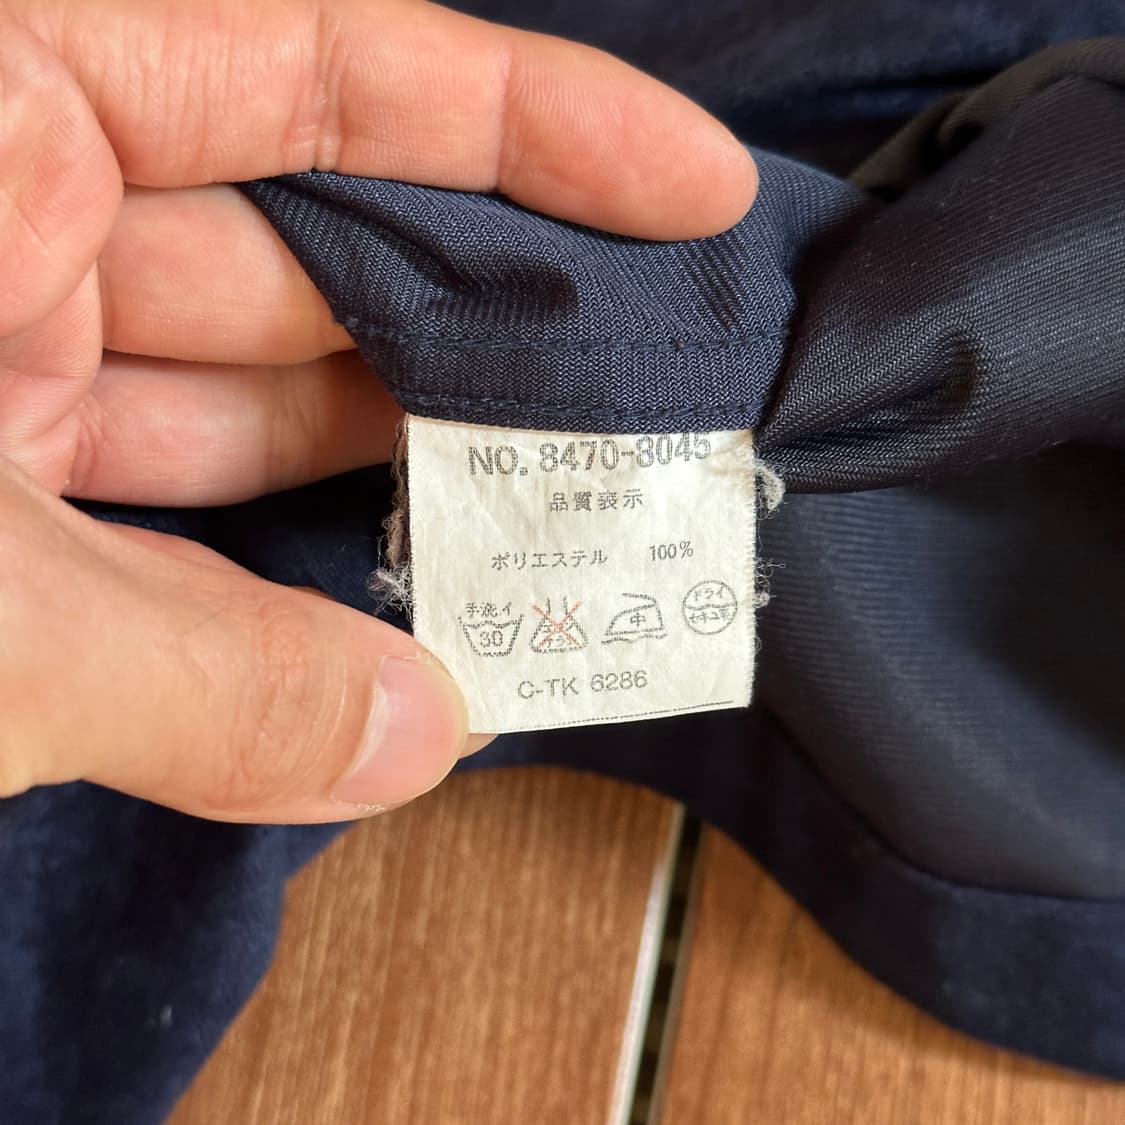 NO. 8470-8045
品質表示
ポリエステル 100%
手洗イ ドライ
30 中 セキユ系
C-TK 6286